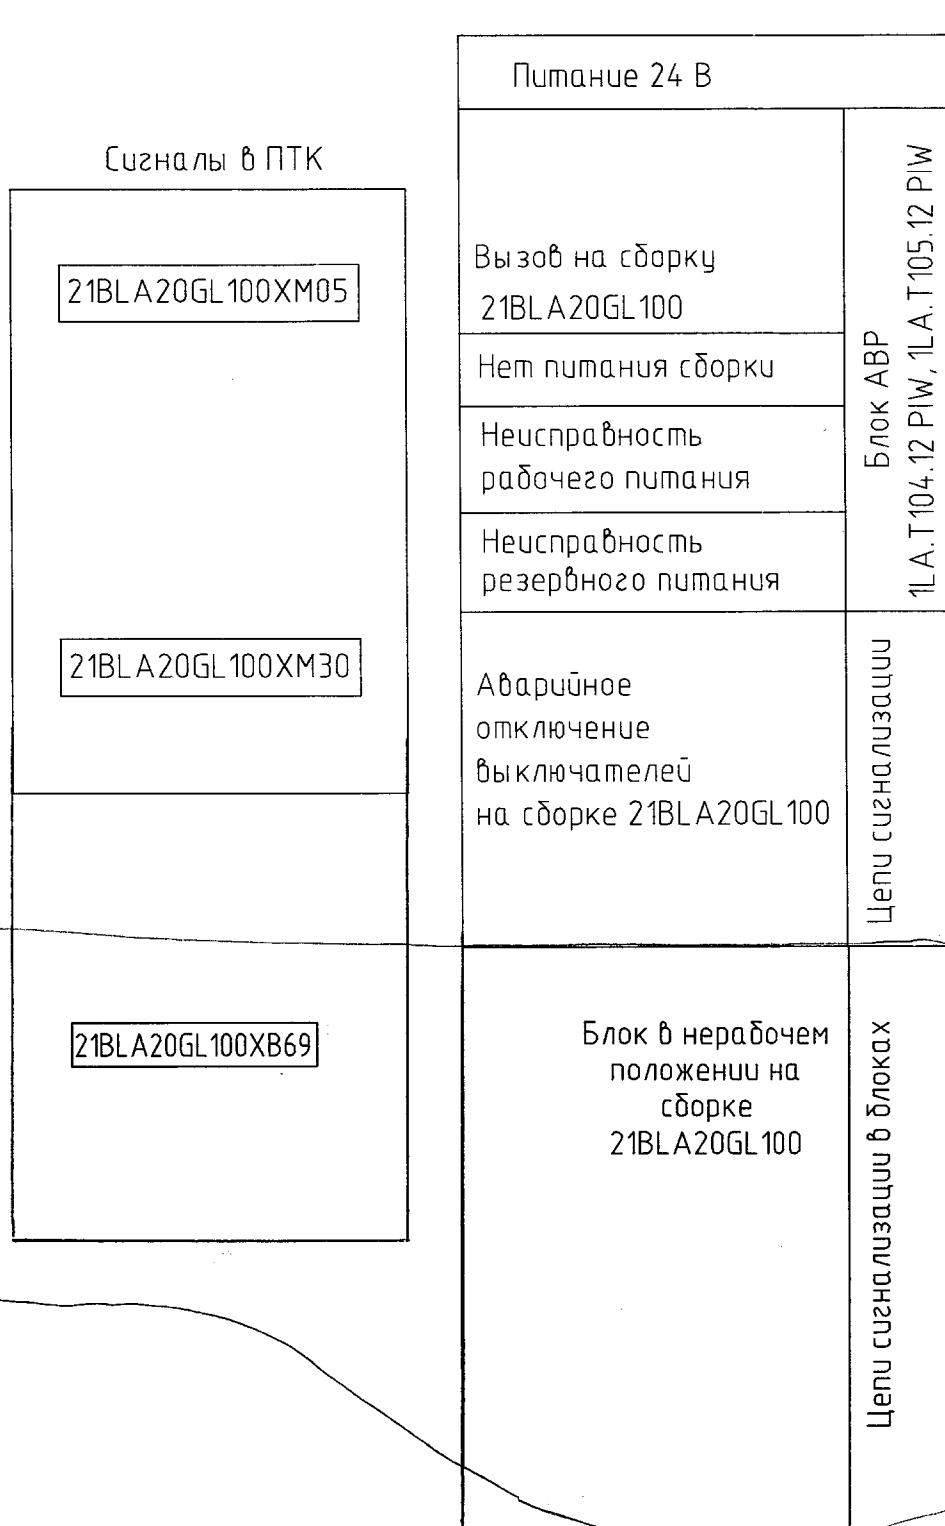 Сигналы в ПТК
21BLA20GL100XM05
21BLA20GL100XM30
21BLA20GL100XB69
Питание 24 В
Вызов на сборку
21BLA20GL100
Нет питания сборки
Неисправность
рабочего питания
Неисправность
резервного питания
Блок АВР
1LA.T104.12 PIW, 1LA.T105.12 PIW
Аварийное
отключение
выключателей
на сборке 21BLA20GL100
Цепи сигнализации
Блок в нерабочем
положении на
сборке
21BLA20GL100
Цепи сигнализации в блоках